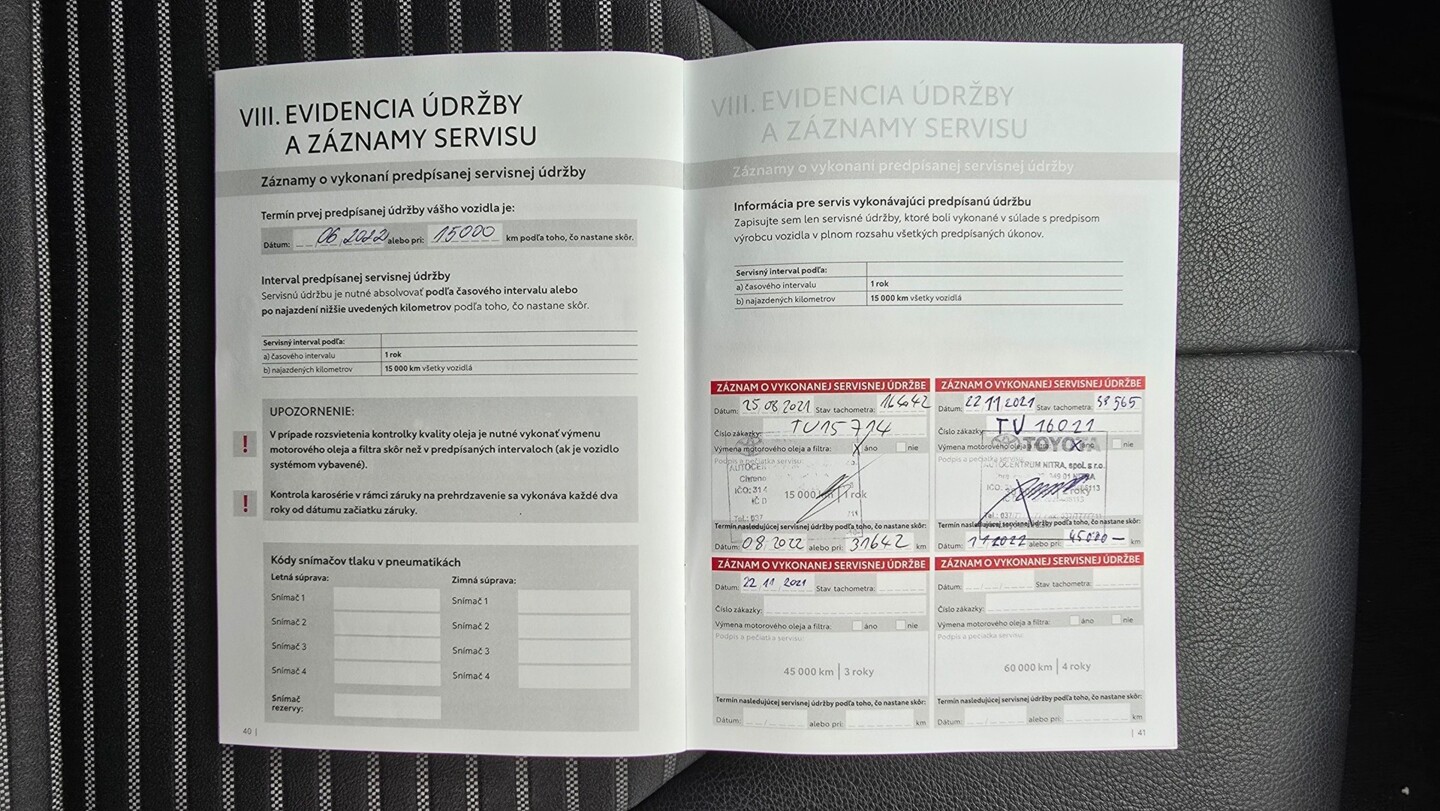 VIII. EVIDENCIA ÚDRŽBY
A ZÁZNAMY SERVISU
Záznamy o vykonaní predpísanej servisnej údržby
Termín prvej predpísanej údržby vášho vozidla je:
Dátum: 06 2022 alebo pri: 15000 km podľa toho, čo nastane skôr.
Interval predpísanej servisnej údržby
Servisnú údržbu je nutné absolvovať podľa časového intervalu alebo
po najazdení nižšie uvedených kilometrov podľa toho, čo nastane skôr.
Servisný interval podľa:
a) časového intervalu 1 rok
b) najazdených kilometrov 15 000 km všetky vozidlá
UPOZORNENIE:
! V prípade rozsvietenia kontrolky kvality oleja je nutné vykonať výmenu
motorového oleja a filtra skôr než v predpísaných intervaloch (ak je vozidlo
systémom vybavené).
! Kontrola karosérie v rámci záruky na prehrdzavenie sa vykonáva každé dva
roky od dátumu začiatku záruky.
Kódy snímačov tlaku v pneumatikách
Letná súprava: Zimná súprava:
Snímač 1 Snímač 1
Snímač 2 Snímač 2
Snímač 3 Snímač 3
Snímač 4 Snímač 4
Snímač
rezervy:
40 |
VIII. EVIDENCIA ÚDRŽBY
A ZÁZNAMY SERVISU
Záznamy o vykonaní predpísanej servisnej údržby
Informácia pre servis vykonávajúci predpísanú údržbu
Zapisujte sem len servisné údržby, ktoré boli vykonané v súlade s predpisom
výrobcu vozidla v plnom rozsahu všetkých predpísaných úkonov.
Servisný interval podľa:
a) časového intervalu 1 rok
b) najazdených kilometrov 15 000 km všetky vozidlá
ZÁZNAM O VYKONANEJ SERVISNEJ ÚDRŽBE
Dátum: 25 08 2021 Stav tachometra: 16642
Číslo zákazky: TU15714
Výmena motorového oleja a filtra: x áno nie
Podpis a pečiatka servisu:
15 000 km | 1 rok
Termín nasledujúcej servisnej údržby podľa toho, čo nastane skôr:
Dátum: 08 2022 alebo pri: 31642 km
ZÁZNAM O VYKONANEJ SERVISNEJ ÚDRŽBE
Dátum: 22 11 2021 Stav tachometra: 565
Číslo zákazky: TU 16021
Výmena motorového oleja a filtra: x áno nie
Podpis a pečiatka servisu:
TOYOTA
AUTOCENTRUM NITRA, spol. s r.o.
2 roky
Termín nasledujúcej servisnej údržby podľa toho, čo nastane skôr:
Dátum: 11 2022 alebo pri: 45000 — km
ZÁZNAM O VYKONANEJ SERVISNEJ ÚDRŽBE
Dátum: 22 11 2021 Stav tachometra:
Číslo zákazky:
Výmena motorového oleja a filtra: áno nie
Podpis a pečiatka servisu:
45 000 km | 3 roky
Termín nasledujúcej servisnej údržby podľa toho, čo nastane skôr:
Dátum: alebo pri: km
ZÁZNAM O VYKONANEJ SERVISNEJ ÚDRŽBE
Dátum: Stav tachometra:
Číslo zákazky:
Výmena motorového oleja a filtra: áno nie
Podpis a pečiatka servisu:
60 000 km | 4 roky
Termín nasledujúcej servisnej údržby podľa toho, čo nastane skôr:
Dátum: alebo pri: km
| 41